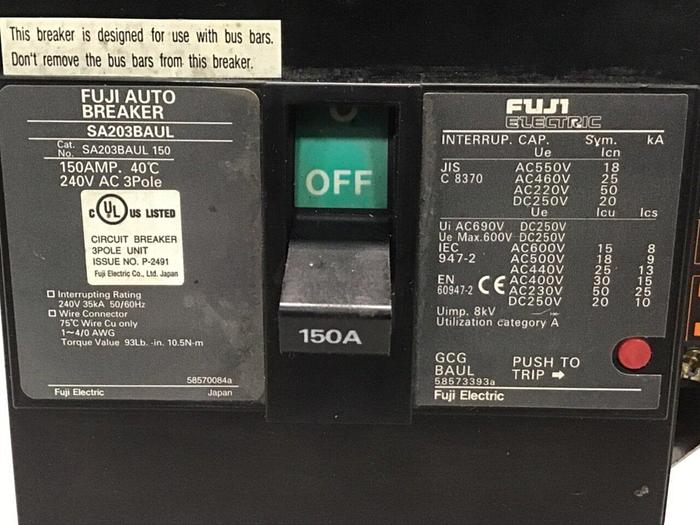 This breaker is designed for use with bus bars.
Don't remove the bus bars from this breaker.
FUJI AUTO
BREAKER
SA203BAUL
Cat. No. SA203BAUL 150
150AMP. 40℃
240V AC 3Pole
C UL US LISTED
CIRCUIT BREAKER
3POLE UNIT
ISSUE NO. P-2491
Fuji Electric Co., Ltd. Japan
Interrupting Rating
240V 35kA 50/60Hz
Wire Connector
75℃ Wire Cu only
1~4/0 AWG
Torque Value 93Lb.-in. 10.5N-m
58570084a
Fuji Electric Japan
OFF
150A
FUJI
ELECTRIC
INTERRUP. CAP. Sym. kA
Ue Icn
JIS AC550V 18
C 8370 AC460V 25
AC220V 50
DC250V 20
Ue Icu Ics
Ui AC690V DC250V
Ue Max.600V DC250V
IEC AC600V 15 8
947-2 AC500V 18 9
AC440V 25 13
EN AC400V 30 15
60947-2 CE AC230V 50 25
DC250V 20 10
Uimp. 8kV
Utilization category A
GCG
BAUL
58573393a
PUSH TO
TRIP ➡
Fuji Electric